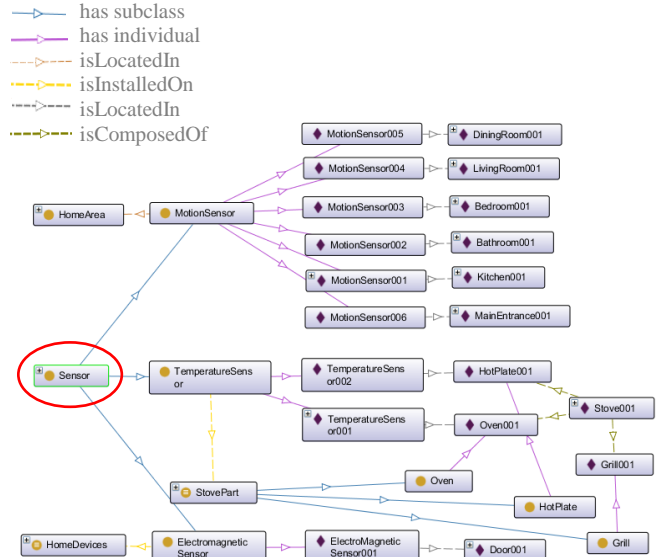 has subclass
has individual
isLocatedIn
isInstalledOn
isLocatedIn
isComposedOf
MotionSensor005
DiningRoom001
MotionSensor004
LivingRoom001
HomeArea
MotionSensor
MotionSensor003
Bedroom001
MotionSensor002
Bathroom001
MotionSensor001
Kitchen001
MotionSensor006
MainEntrance001
Sensor
TemperatureSens
or
TemperatureSens
or002
HotPlate001
TemperatureSens
or001
Oven001
Stove001
Grill001
StovePart
Oven
HotPlate
HomeDevices
Electromagnetic
Sensor
ElectroMagnetic
Sensor001
Door001
Grill